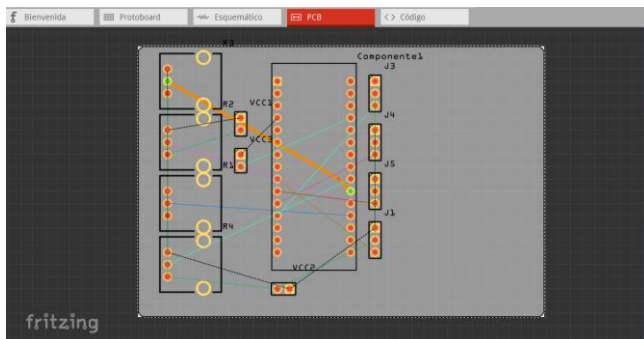 f Bienvenida
Protoboard
Esquemático
PCB
<> Código
R3
Componente1
J3
R2
VCC1
J4
VCC3
R1
J5
R4
J1
VCC2
fritzing